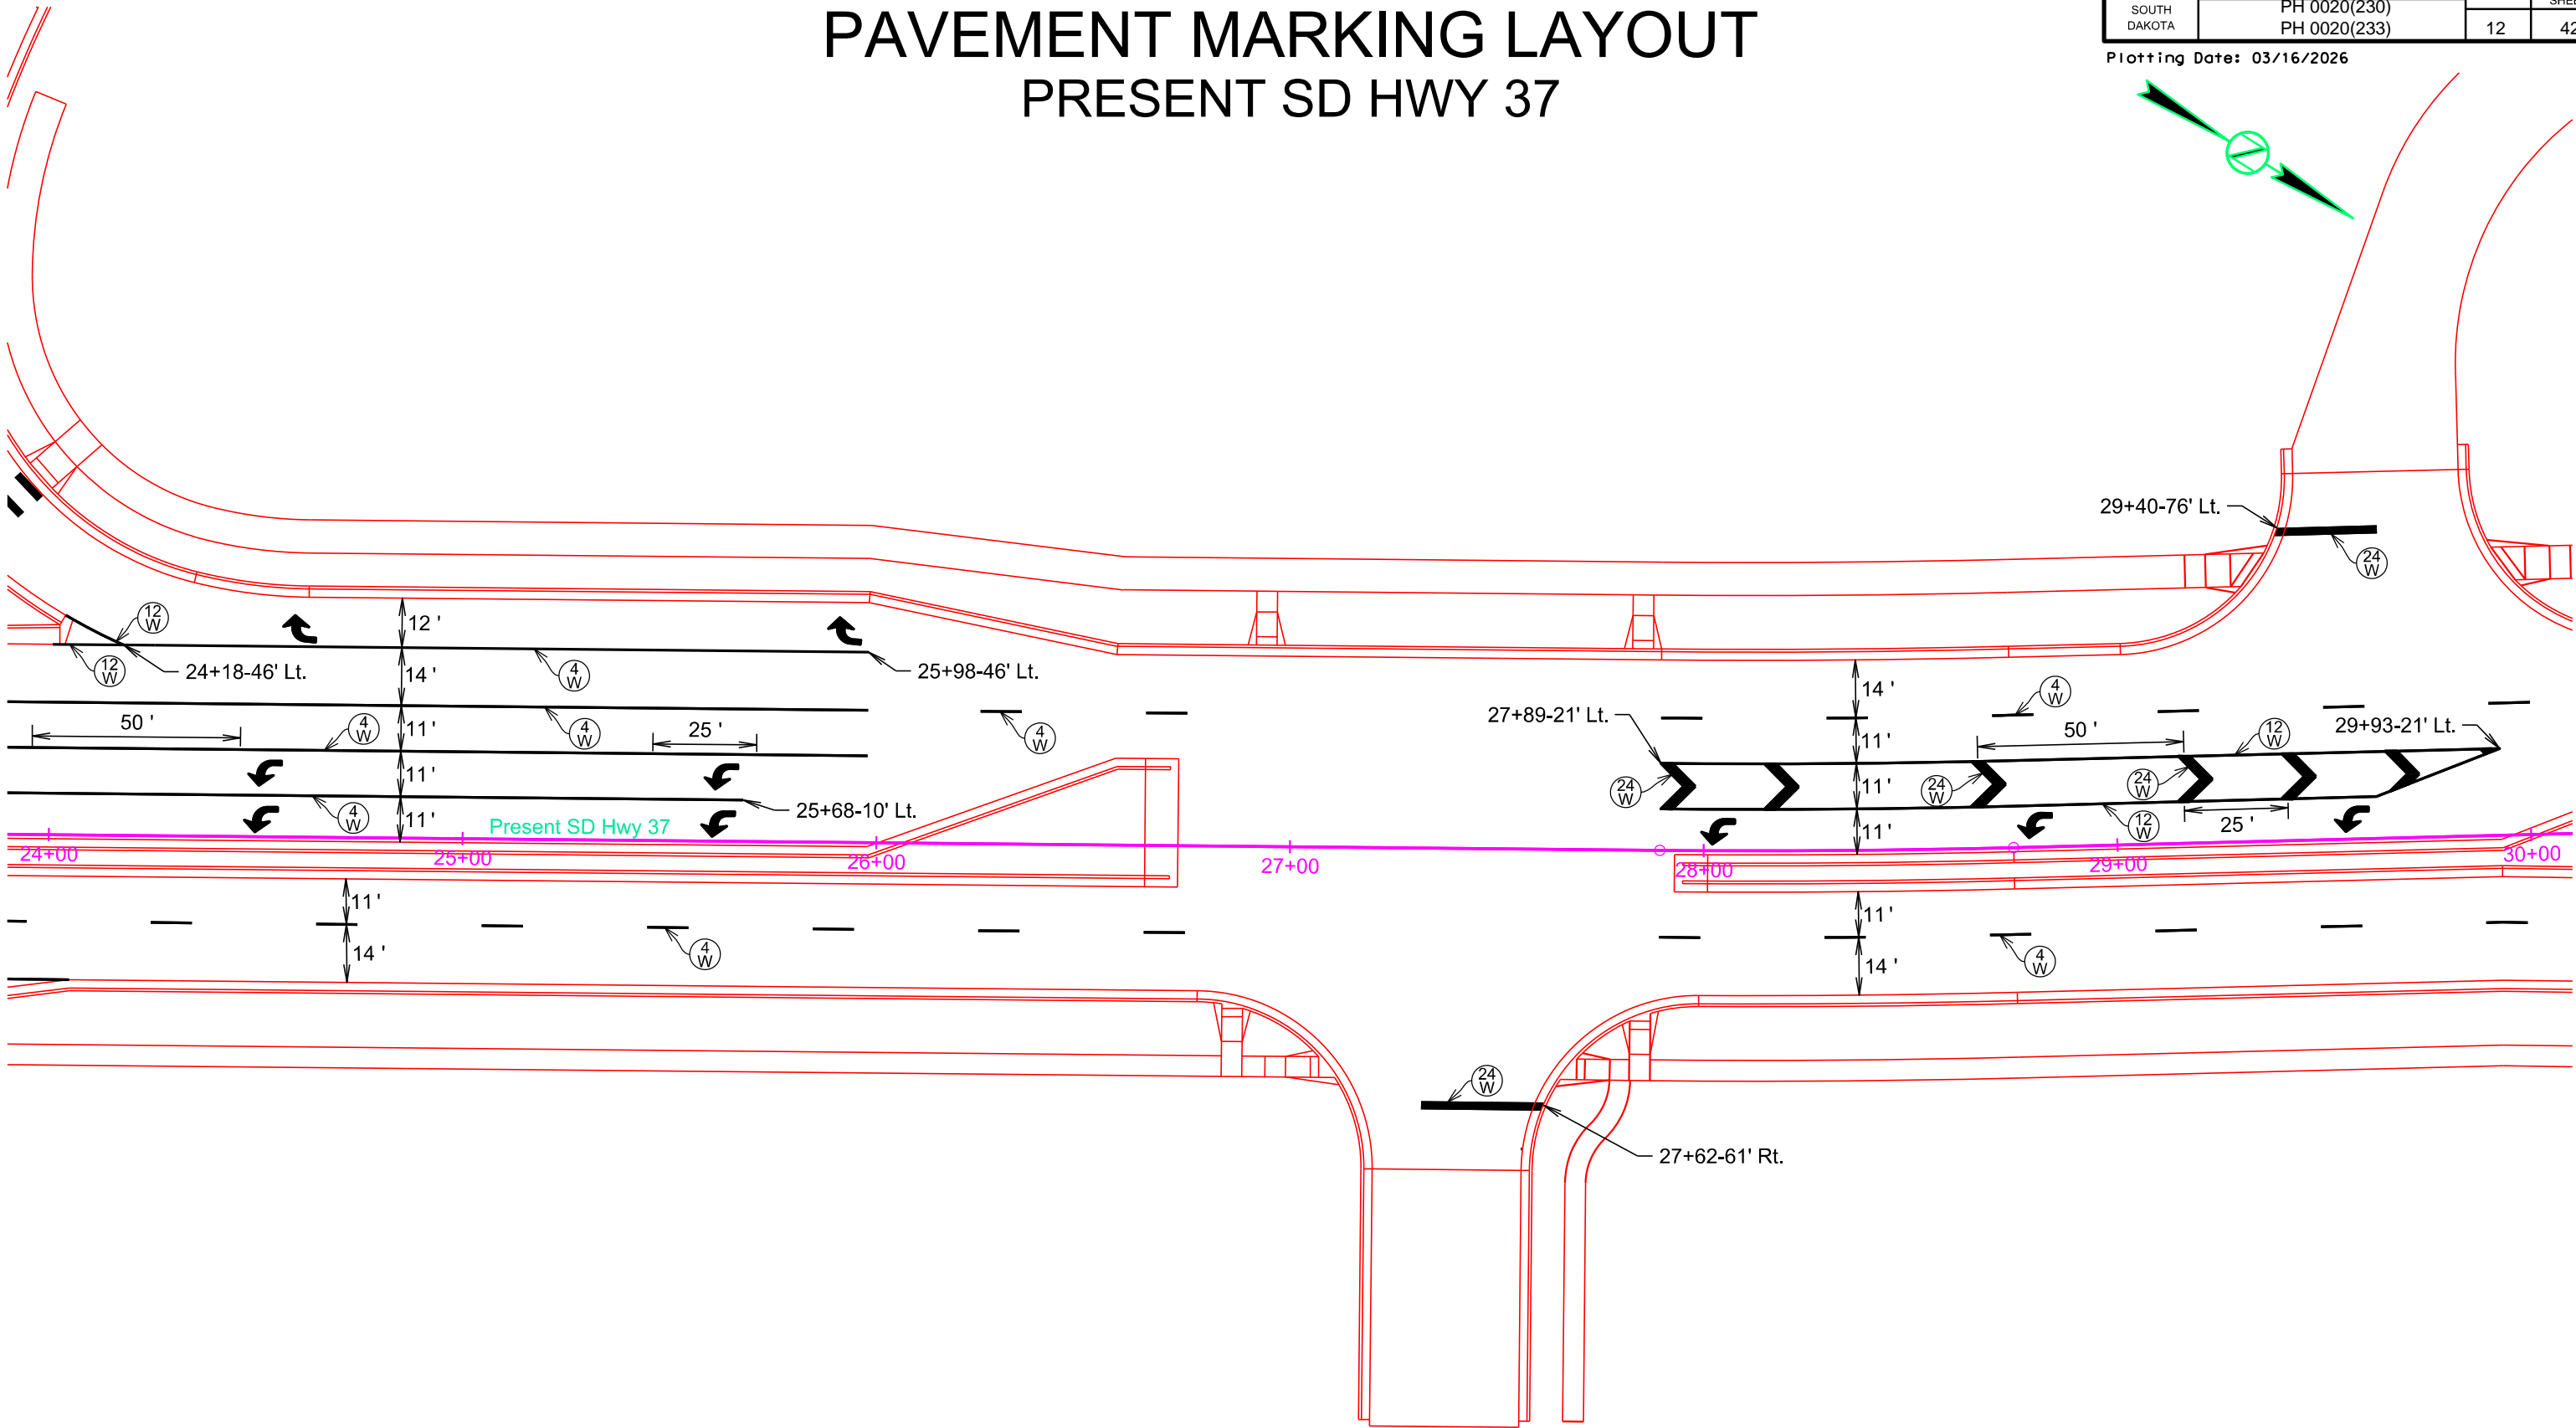 PAVEMENT MARKING LAYOUT
PRESENT SD HWY 37
SOUTH
DAKOTA
PH 0020(230)
PH 0020(233)
12
42
Plotting Date: 03/16/2026
N
29+40-76' Lt.
24
W
12
W
12 '
12
W
24+18-46' Lt.
14 '
4
W
25+98-46' Lt.
50 '
4
W
11'
4
W
25 '
4
W
27+89-21' Lt.
14 '
4
W
50 '
12
W
29+93-21' Lt.
11'
11'
11'
24
W
24
W
24
W
4
W
11'
25+68-10' Lt.
11'
12
W
25 '
Present SD Hwy 37
24+00
25+00
26+00
27+00
28+00
29+00
30+00
11'
14 '
4
W
11'
14 '
4
W
24
W
27+62-61' Rt.